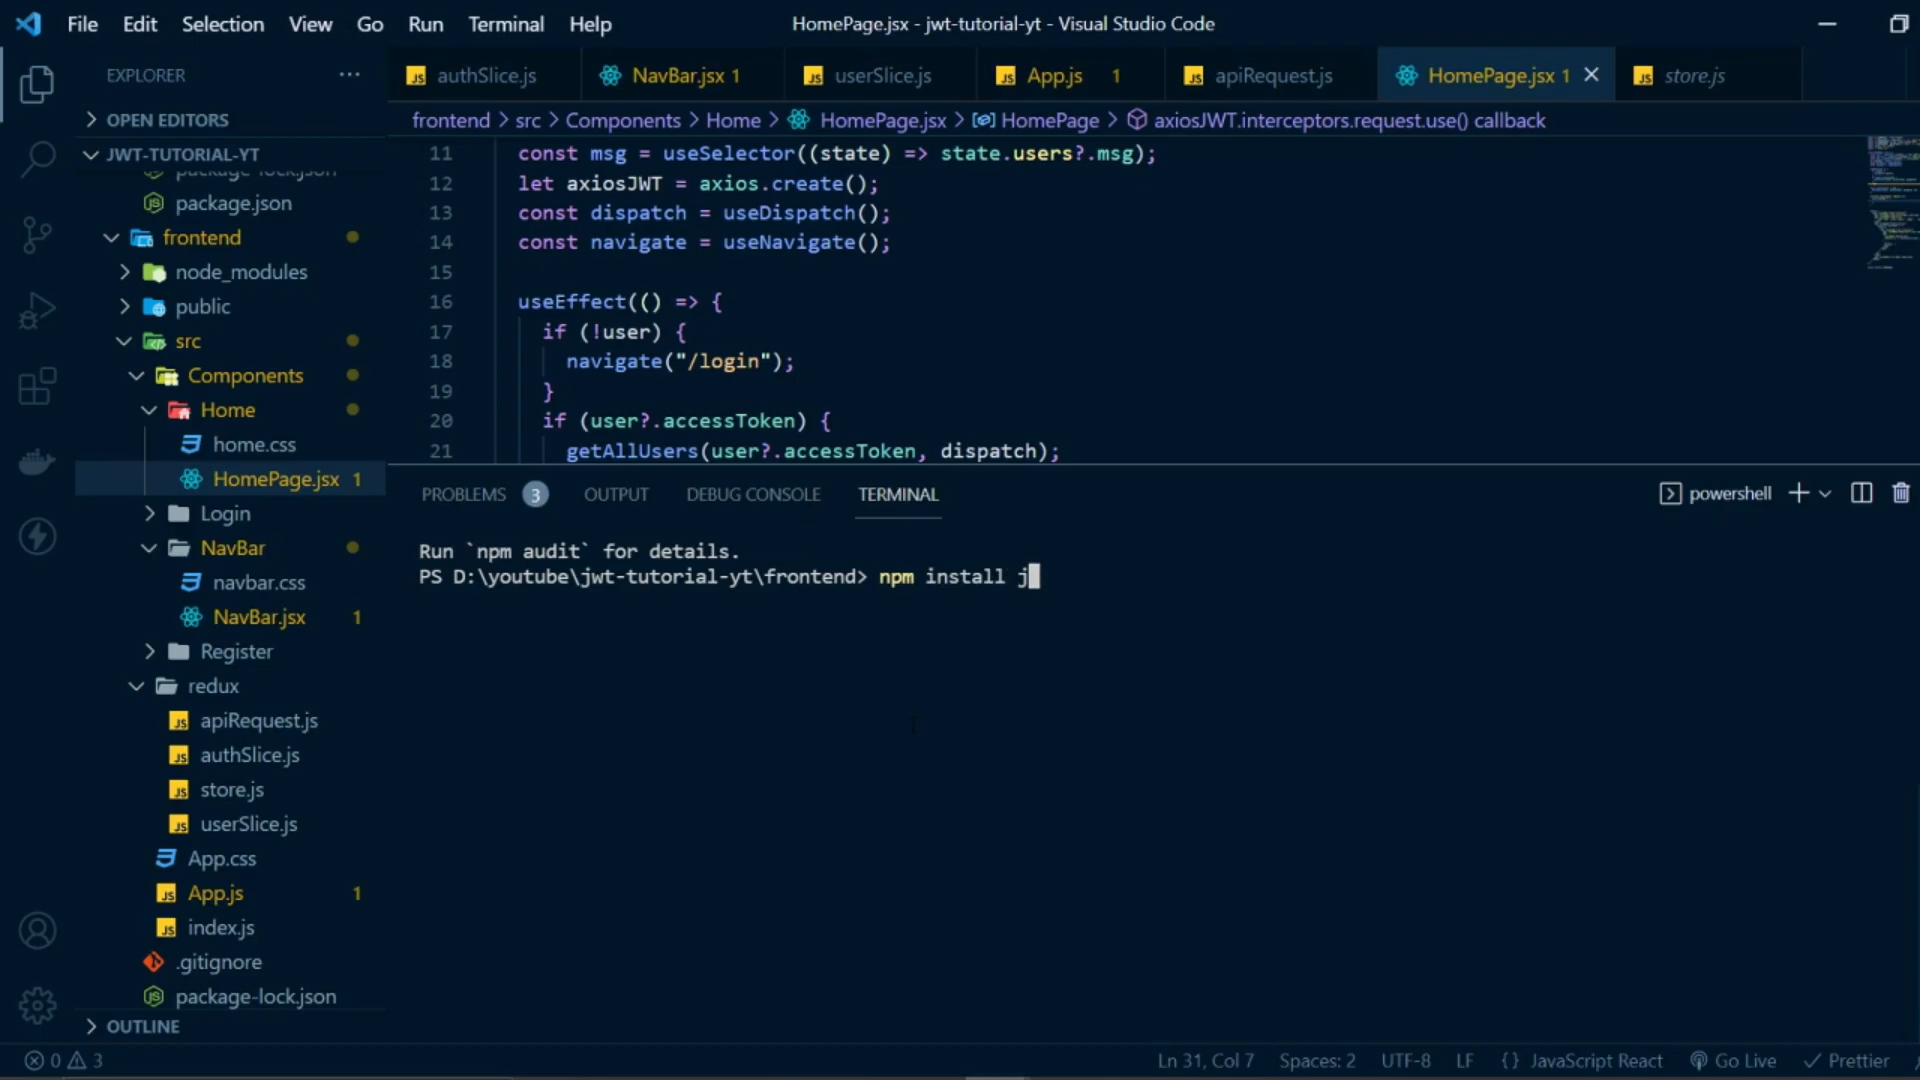 File Edit Selection View Go Run Terminal Help
HomePage.jsx - jwt-tutorial-yt - Visual Studio Code
EXPLORER ···
OPEN EDITORS
JWT-TUTORIAL-YT
package-lock.json
package.json
frontend
node_modules
public
src
Components
Home
home.css
HomePage.jsx 1
Login
NavBar
navbar.css
NavBar.jsx 1
Register
redux
apiRequest.js
authSlice.js
store.js
userSlice.js
App.css
App.js 1
index.js
.gitignore
package-lock.json
OUTLINE
authSlice.js NavBar.jsx 1 userSlice.js App.js 1 apiRequest.js HomePage.jsx 1 store.js
frontend > src > Components > Home > HomePage.jsx > HomePage > axiosJWT.interceptors.request.use() callback
11 const msg = useSelector((state) => state.users?.msg);
12 let axiosJWT = axios.create();
13 const dispatch = useDispatch();
14 const navigate = useNavigate();
15
16 useEffect(() => {
17 if (!user) {
18 navigate("/login");
19 }
20 if (user?.accessToken) {
21 getAllUsers(user?.accessToken, dispatch);
PROBLEMS 3 OUTPUT DEBUG CONSOLE TERMINAL powershell
Run `npm audit` for details.
PS D:\youtube\jwt-tutorial-yt\frontend> npm install j
0 3 Ln 31, Col 7 Spaces: 2 UTF-8 LF {} JavaScript React Go Live Prettier